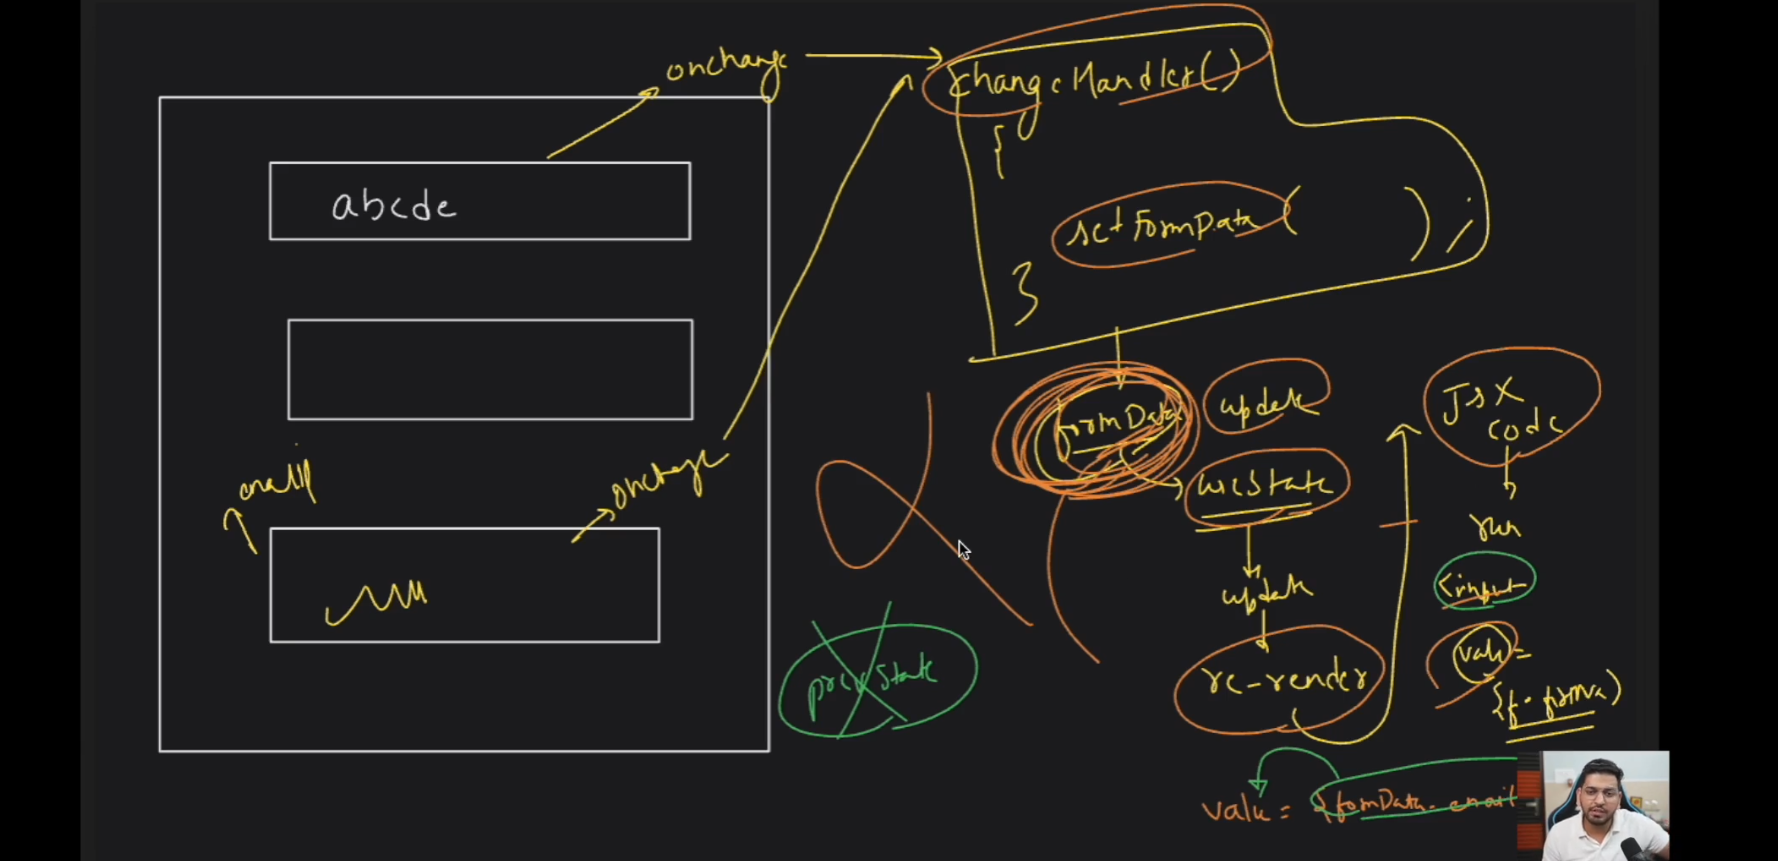 onchange
changeHandler()
{
abcde
setFormData( );
}
formData
update
JSX
code
email
onchange
useState
run
<input
update
re-render
prevState
value =
value = {formData.email